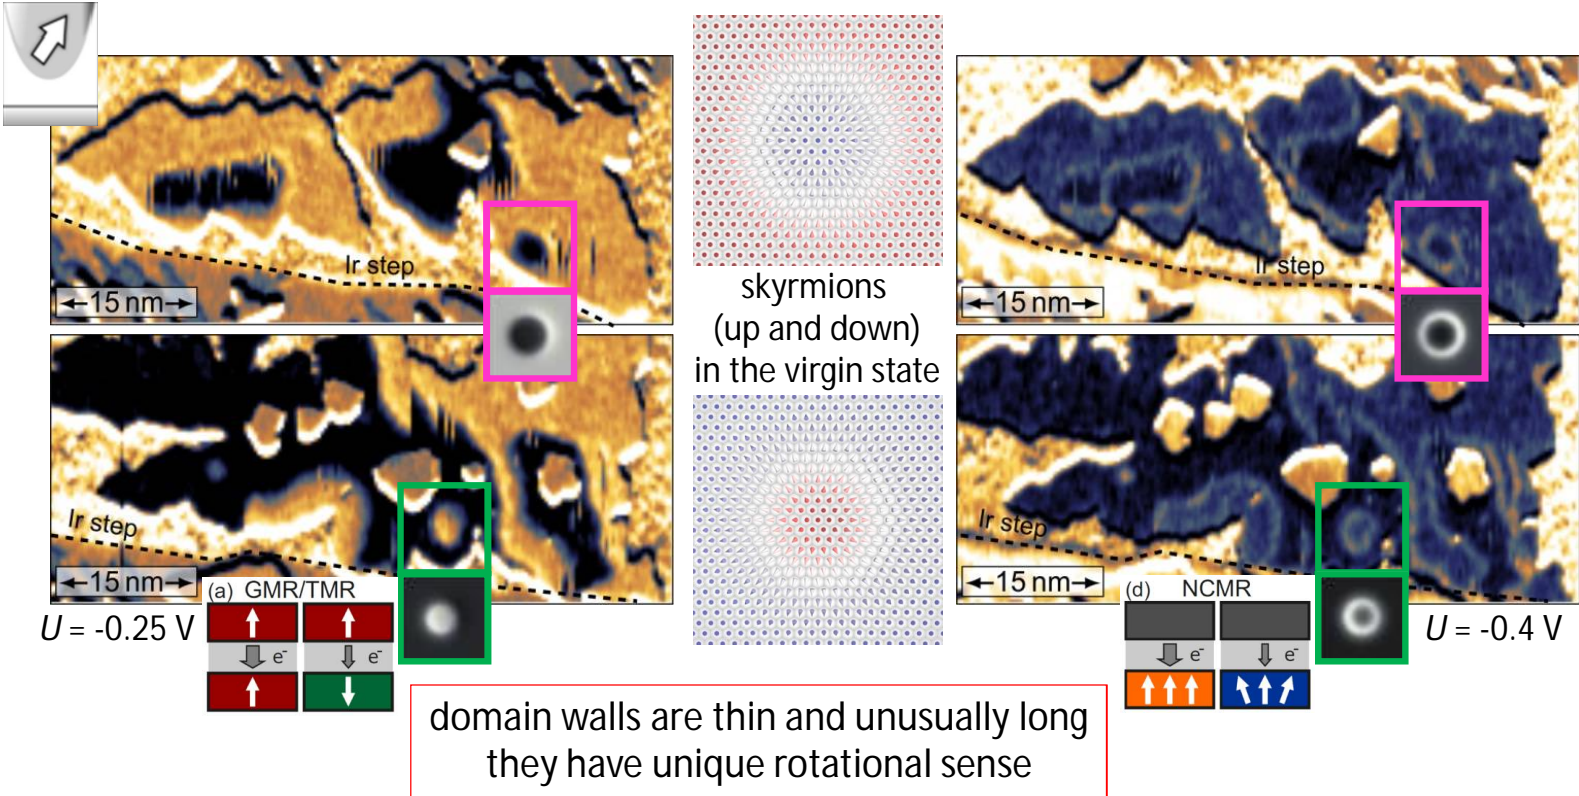 Ir step
←15 nm→
Ir step
←15 nm→
skyrmions
(up and down)
in the virgin state
Ir step
←15 nm→
Ir step
←15 nm→
U = -0.25 V
(a) GMR/TMR
e⁻ e⁻
(d) NCMR
e⁻ e⁻
U = -0.4 V
domain walls are thin and unusually long
they have unique rotational sense